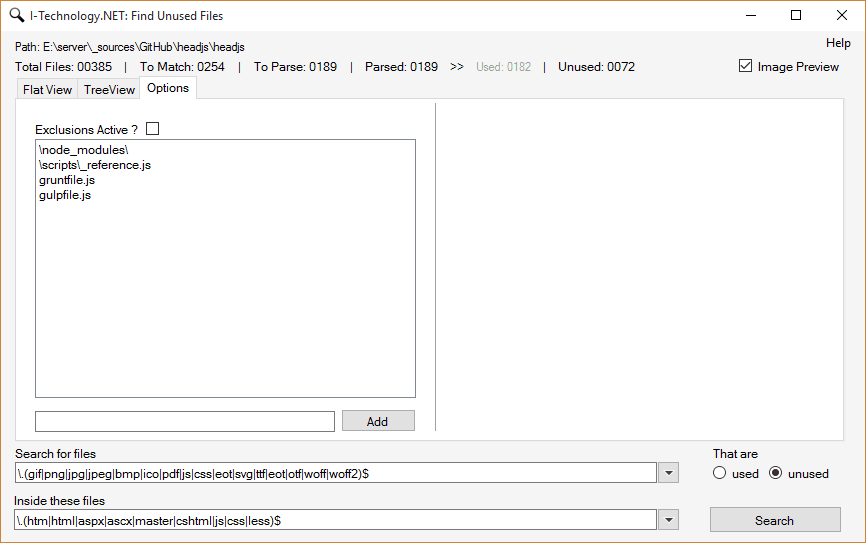 I-Technology.NET: Find Unused Files
Help
Path: E:\server\_sources\GitHub\headjs\headjs
Total Files: 00385 | To Match: 0254 | To Parse: 0189 | Parsed: 0189 >> Used: 0182 | Unused: 0072 Image Preview
Flat View TreeView Options
Exclusions Active ?
\node_modules\
\scripts\_reference.js
gruntfile.js
gulpfile.js
Add
Search for files That are
\.(gif|png|jpg|jpeg|bmp|ico|pdf|js|css|eot|svg|ttf|eot|otf|woff|woff2)$ used unused
Inside these files
\.(htm|html|aspx|ascx|master|cshtml|js|css|less)$ Search